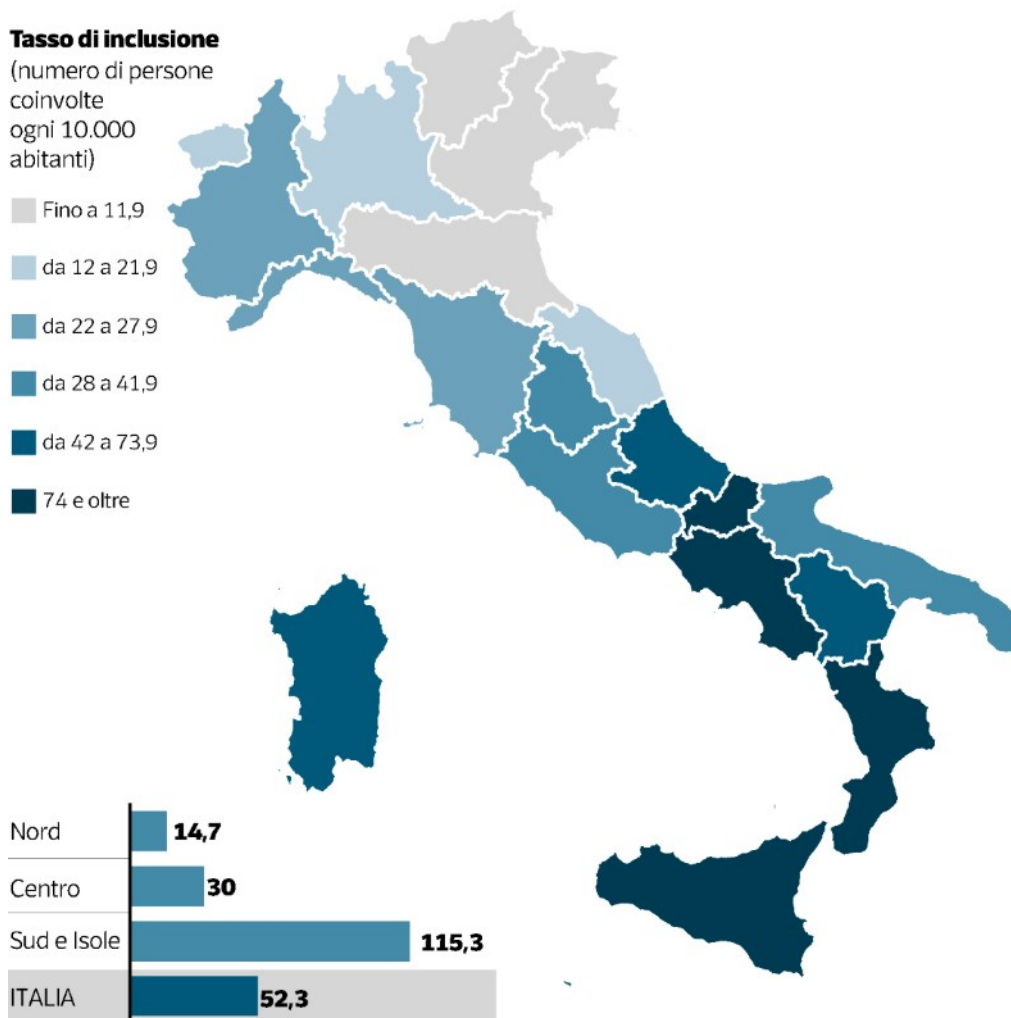 Tasso di inclusione
(numero di persone
coinvolte
ogni 10.000
abitanti)
Fino a 11,9
da 12 a 21,9
da 22 a 27,9
da 28 a 41,9
da 42 a 73,9
74 e oltre
Nord 14,7
Centro 30
Sud e Isole 115,3
ITALIA 52,3